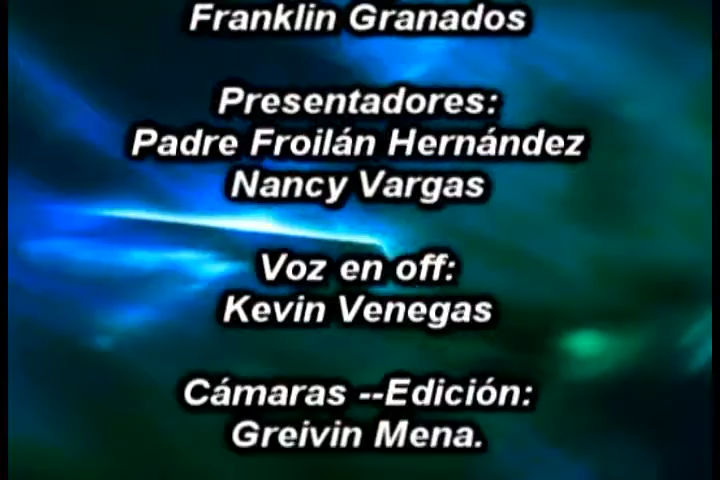 Franklin Granados
Presentadores:
Padre Froilán Hernández
Nancy Vargas
Voz en off:
Kevin Venegas
Cámaras --Edición:
Greivin Mena.